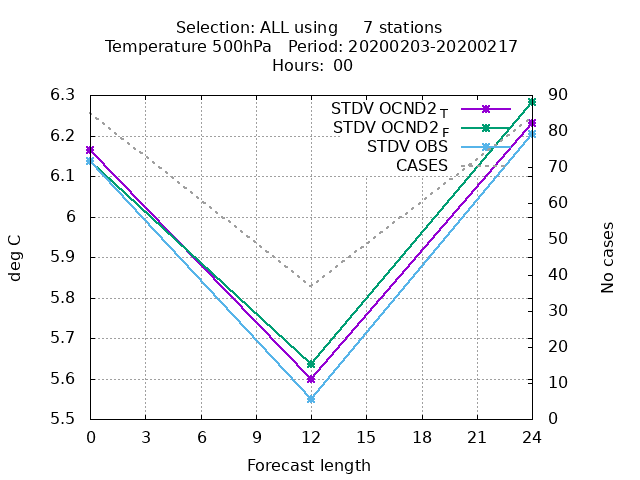 Selection: ALL using     7 stations
Temperature 500hPa   Period: 20200203-20200217
Hours:  00
STDV OCND2 T
STDV OCND2 F
STDV OBS
CASES
6.3
6.2
6.1
6
5.9
5.8
5.7
5.6
5.5
deg C
90
80
70
60
50
40
30
20
10
0
No cases
0 3 6 9 12 15 18 21 24
Forecast length